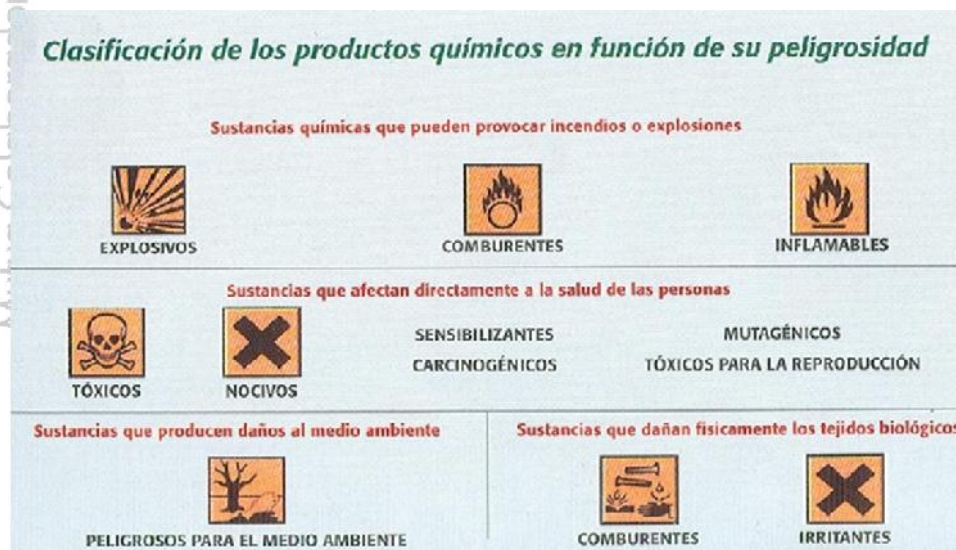 Clasificación de los productos químicos en función de su peligrosidad
Sustancias químicas que pueden provocar incendios o explosiones
EXPLOSIVOS
COMBURENTES
INFLAMABLES
Sustancias que afectan directamente a la salud de las personas
SENSIBILIZANTES
MUTAGÉNICOS
CARCINOGÉNICOS
TÓXICOS PARA LA REPRODUCCIÓN
TÓXICOS
NOCIVOS
Sustancias que producen daños al medio ambiente
Sustancias que dañan fisicamente los tejidos biológicos
PELIGROSOS PARA EL MEDIO AMBIENTE
COMBURENTES
IRRITANTES